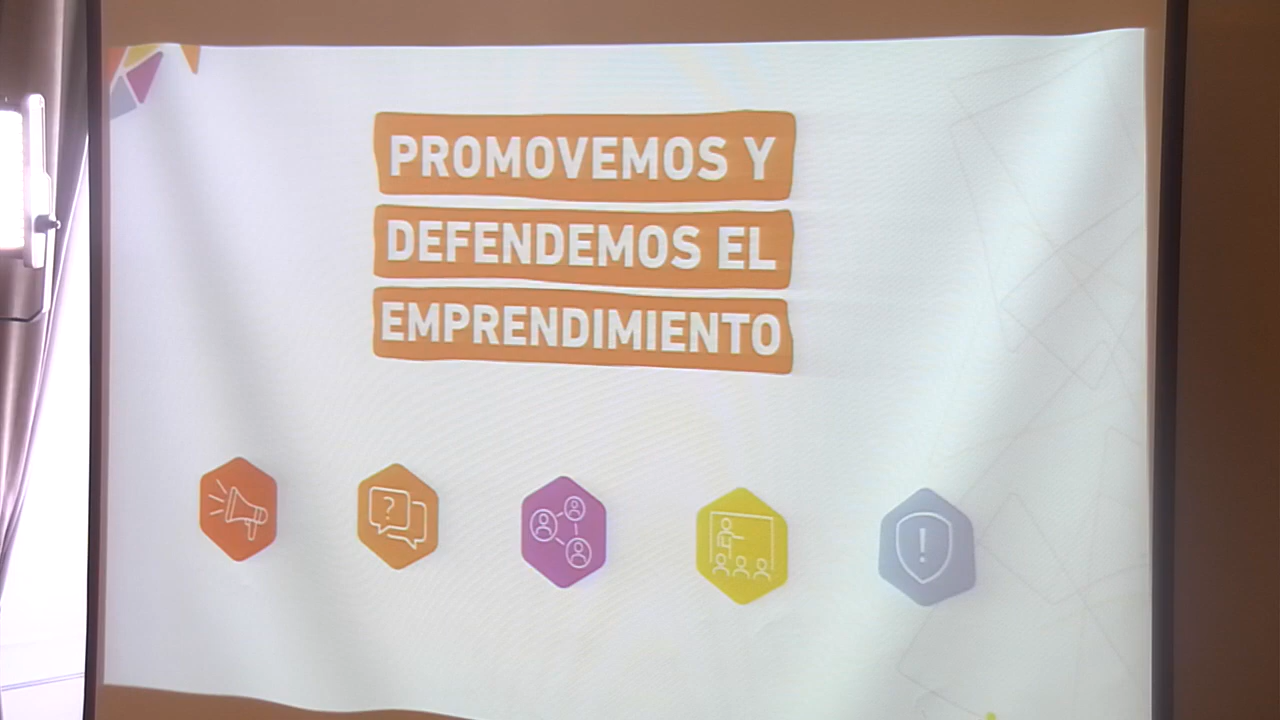 PROMOVEMOS Y
DEFENDEMOS EL
EMPRENDIMIENTO
?
!